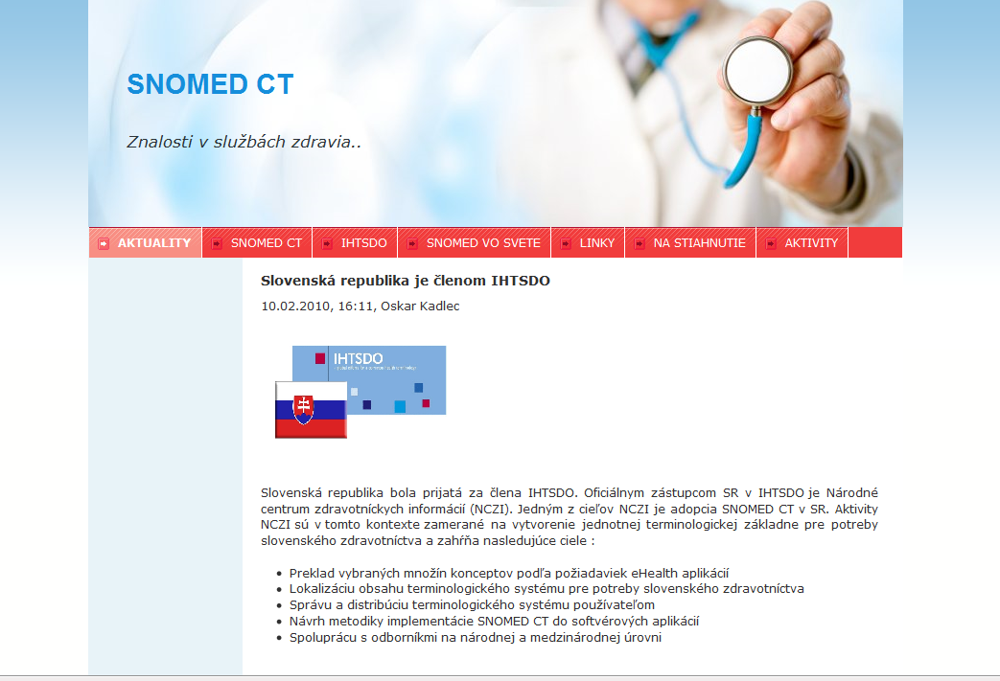 SNOMED CT
Znalosti v službách zdravia..
AKTUALITY SNOMED CT IHTSDO SNOMED VO SVETE LINKY NA STIAHNUTIE AKTIVITY
Slovenská republika je členom IHTSDO
10.02.2010, 16:11, Oskar Kadlec
IHTSDO
Slovenská republika bola prijatá za člena IHTSDO. Oficiálnym zástupcom SR v IHTSDO je Národné
centrum zdravotníckych informácií (NCZI). Jedným z cieľov NCZI je adopcia SNOMED CT v SR. Aktivity
NCZI sú v tomto kontexte zamerané na vytvorenie jednotnej terminologickej základne pre potreby
slovenského zdravotníctva a zahŕňa nasledujúce ciele :
Preklad vybraných množín konceptov podľa požiadaviek eHealth aplikácií
Lokalizáciu obsahu terminologického systému pre potreby slovenského zdravotníctva
Správu a distribúciu terminologického systému používateľom
Návrh metodiky implementácie SNOMED CT do softvérových aplikácií
Spoluprácu s odborníkmi na národnej a medzinárodnej úrovni